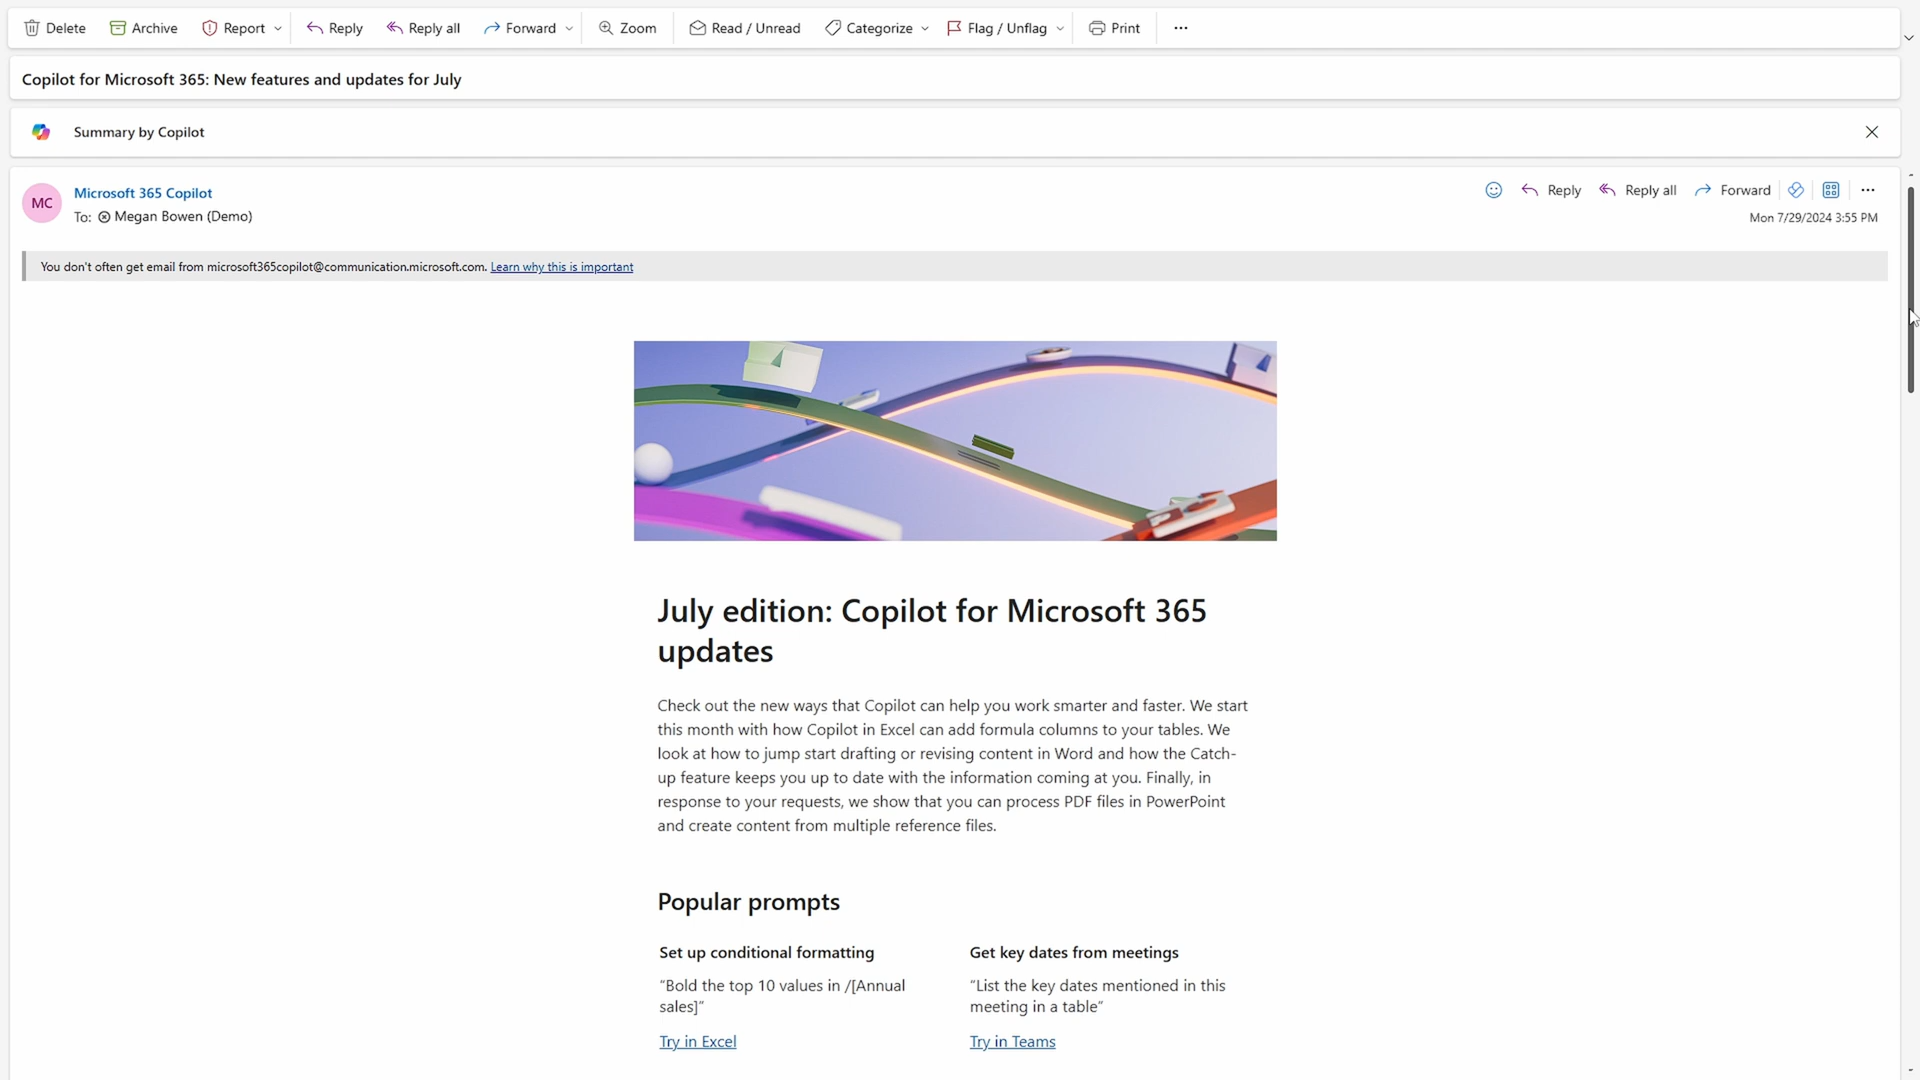 Delete Archive Report Reply Reply all Forward Zoom Read / Unread Categorize Flag / Unflag Print
Copilot for Microsoft 365: New features and updates for July
Summary by Copilot
MC
Microsoft 365 Copilot
To: Megan Bowen (Demo)
Reply Reply all Forward
Mon 7/29/2024 3:55 PM
You don't often get email from microsoft365copilot@communication.microsoft.com. Learn why this is important
July edition: Copilot for Microsoft 365
updates
Check out the new ways that Copilot can help you work smarter and faster. We start
this month with how Copilot in Excel can add formula columns to your tables. We
look at how to jump start drafting or revising content in Word and how the Catch-
up feature keeps you up to date with the information coming at you. Finally, in
response to your requests, we show that you can process PDF files in PowerPoint
and create content from multiple reference files.
Popular prompts
Set up conditional formatting
“Bold the top 10 values in /[Annual
sales]”
Try in Excel
Get key dates from meetings
“List the key dates mentioned in this
meeting in a table”
Try in Teams